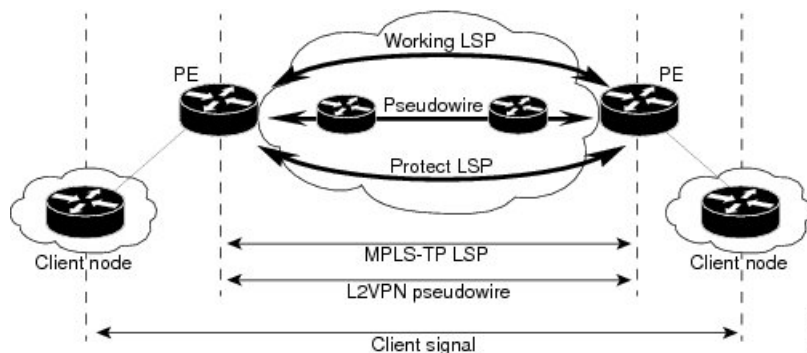 Working LSP
PE
PE
Pseudowire
Protect LSP
Client node
MPLS-TP LSP
Client node
L2VPN pseudowire
Client signal